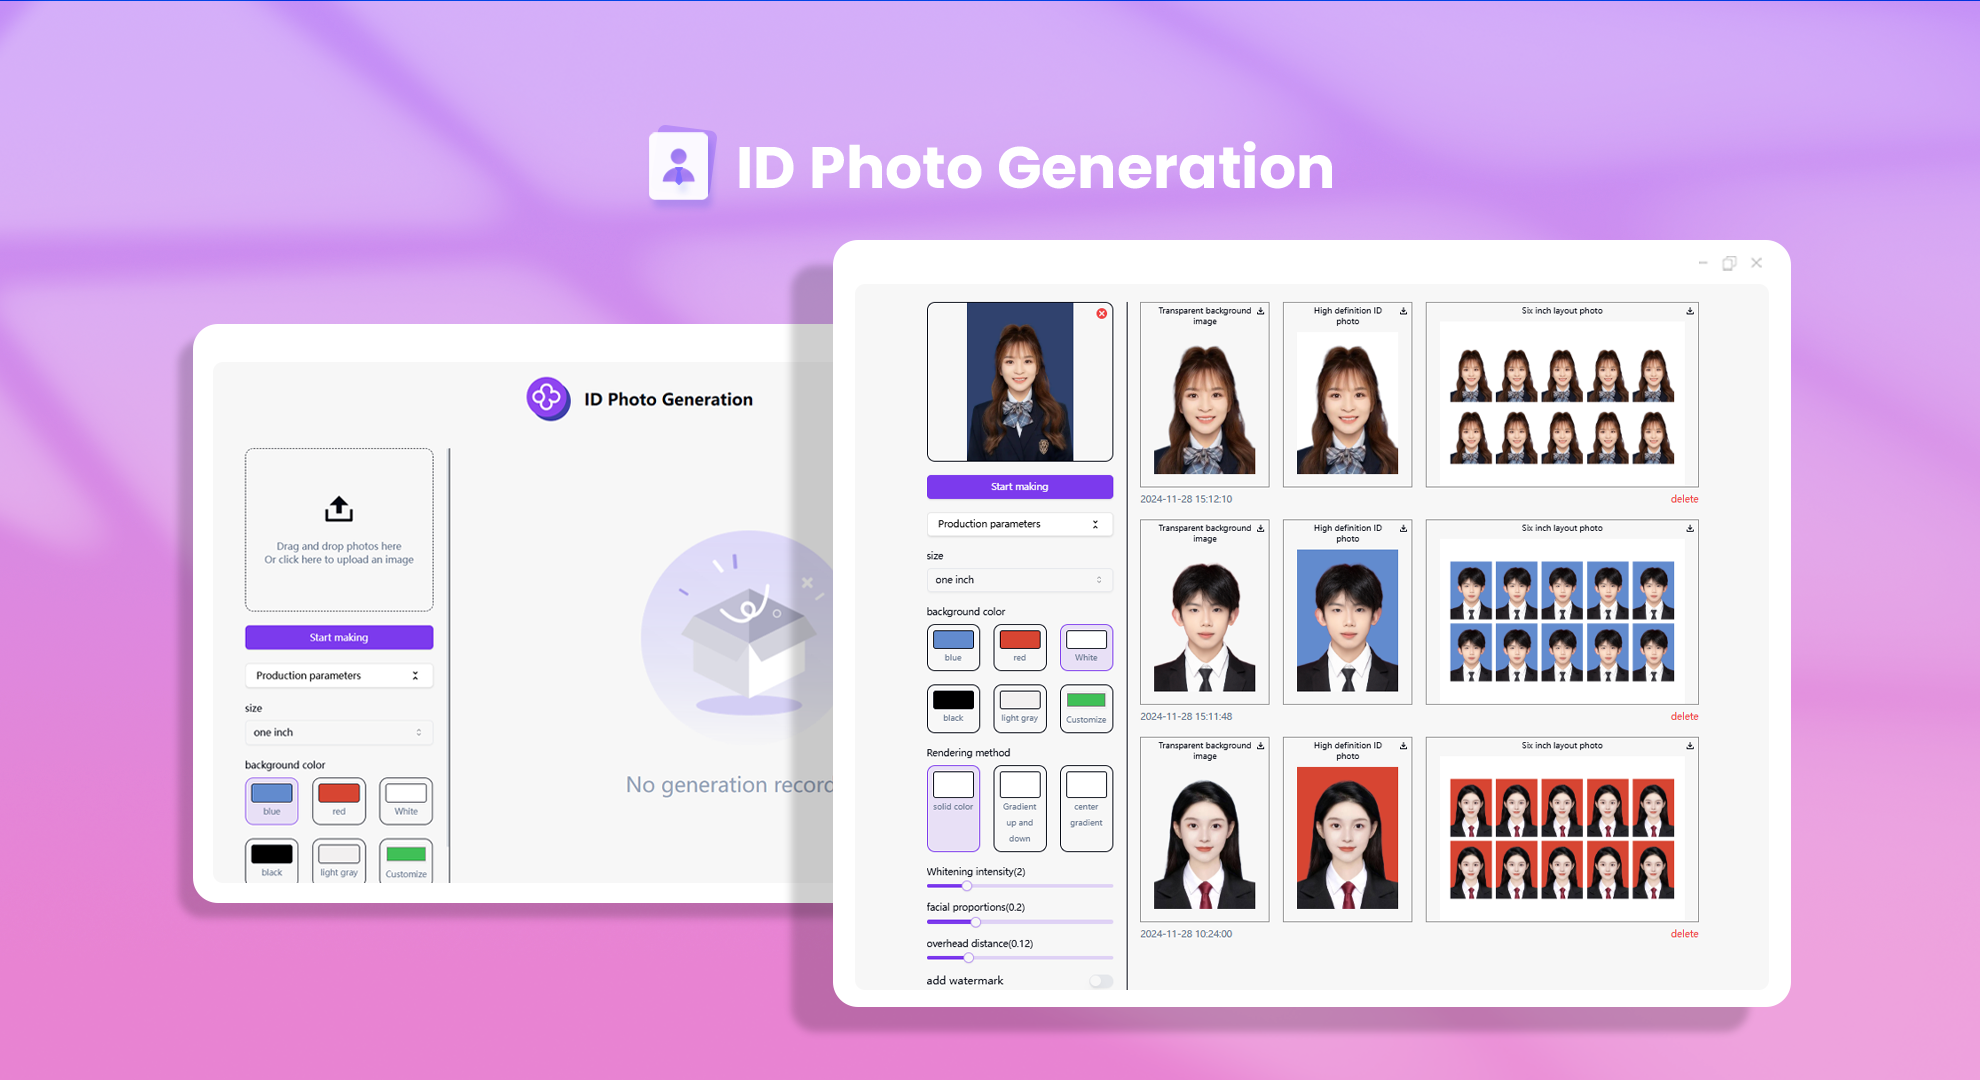 ID Photo Generation
ID Photo Generation
Drag and drop photos here
Or click here to upload an image
Start making
Production parameters
size
one inch
background color
blue
red
White
black
light gray
Customize
No generation record
Start making
Production parameters
size
one inch
background color
blue
red
White
black
light gray
Customize
Rendering method
solid color
Gradient
up and
down
center
gradient
Whitening intensity(2)
facial proportions(0.2)
overhead distance(0.12)
add watermark
Transparent background
image
High definition ID
photo
Six inch layout photo
2024-11-28 15:12:10
delete
Transparent background
image
High definition ID
photo
Six inch layout photo
2024-11-28 15:11:48
delete
Transparent background
image
High definition ID
photo
Six inch layout photo
2024-11-28 10:24:00
delete